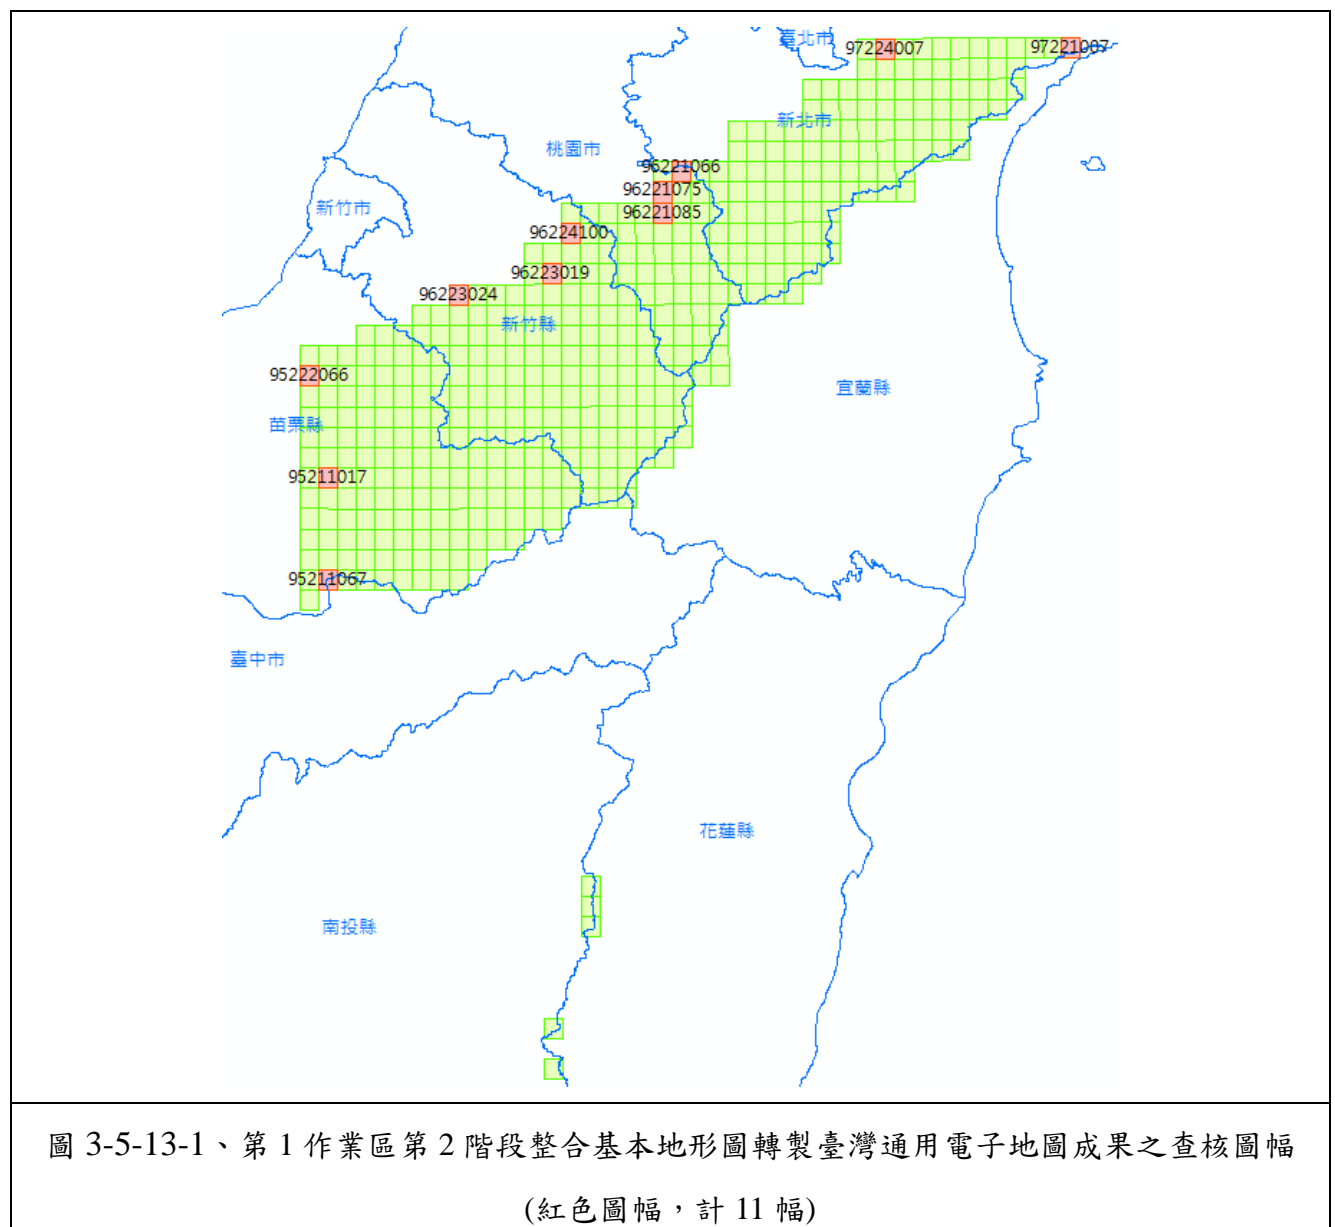 臺北市
97224007
97221087
新北市
桃園市
96221066
96221075
新竹市
96221085
96224100
96223019
96223024
新竹縣
95222066
宜蘭縣
苗栗縣
95211017
95211067
臺中市
花蓮縣
南投縣
圖 3-5-13-1、第 1 作業區第 2 階段整合基本地形圖轉製臺灣通用電子地圖成果之查核圖幅
(紅色圖幅，計 11 幅)